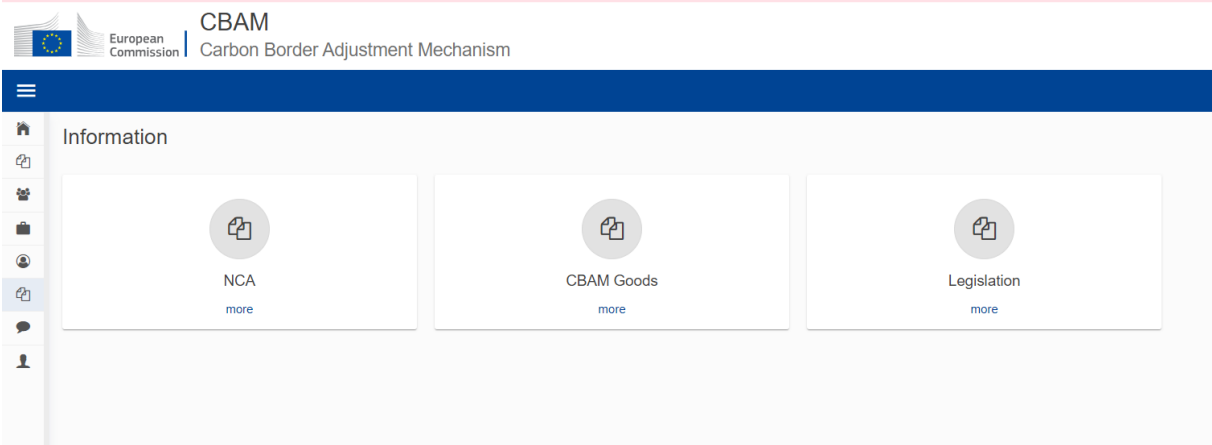 European
Commission
CBAM
Carbon Border Adjustment Mechanism
Information
NCA
more
CBAM Goods
more
Legislation
more